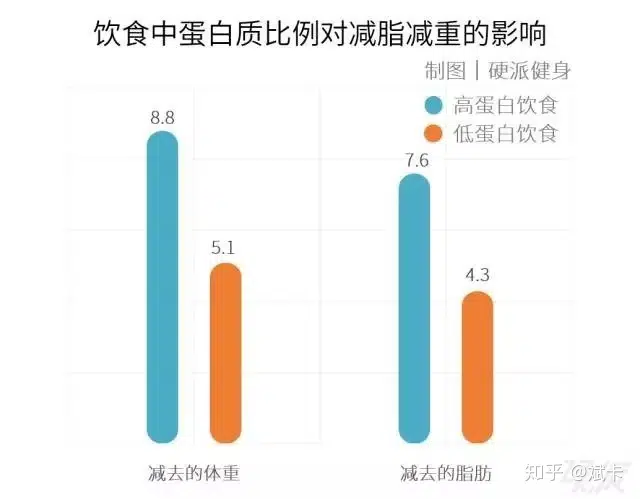 饮食中蛋白质比例对减脂减重的影响
制图｜硬派健身
高蛋白饮食
低蛋白饮食
8.8
7.6
5.1
4.3
减去的体重
减去的脂肪
知乎 @斌卡